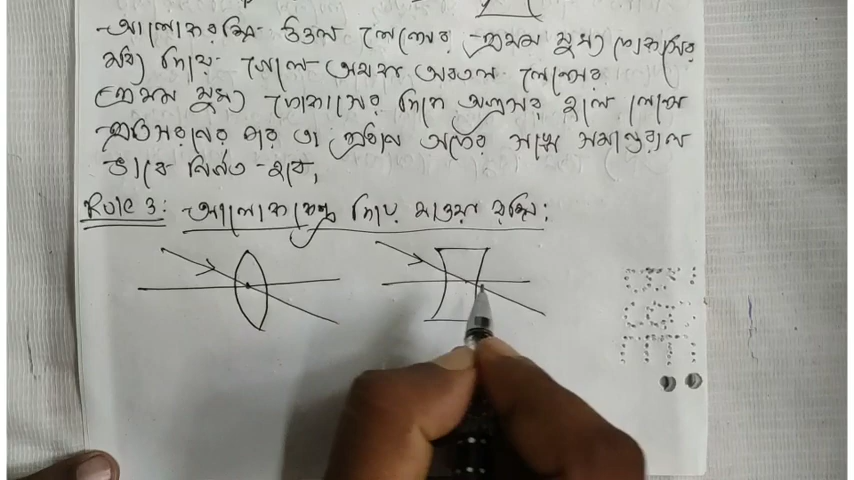 আলোকরশ্মি উত্তল লেন্সের প্রথম মুখ্য ফোকাসের
মধ্য দিয়ে গেলে অথবা অবতল লেন্সের
প্রথম মুখ্য ফোকাসের দিকে অগ্রসর হলে লেন্সে
প্রতিসরণের পর তা প্রধান অক্ষের সাথে সমান্তরাল
ভাবে নির্গত হবে,
Rule 3: আলোক কেন্দ্র দিয়ে যাওয়া রশ্মি: